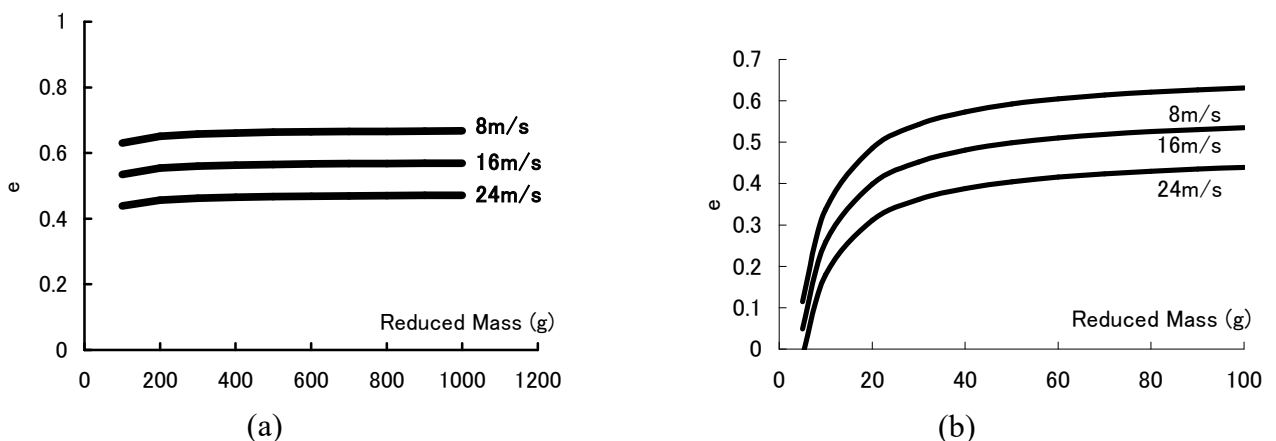 1
0.8
0.6
0.4
0.2
0
e
8m/s
16m/s
24m/s
Reduced Mass (g)
0 200 400 600 800 1000 1200
(a)
0.7
0.6
0.5
0.4
0.3
0.2
0.1
0
e
8m/s
16m/s
24m/s
Reduced Mass (g)
0 20 40 60 80 100
(b)